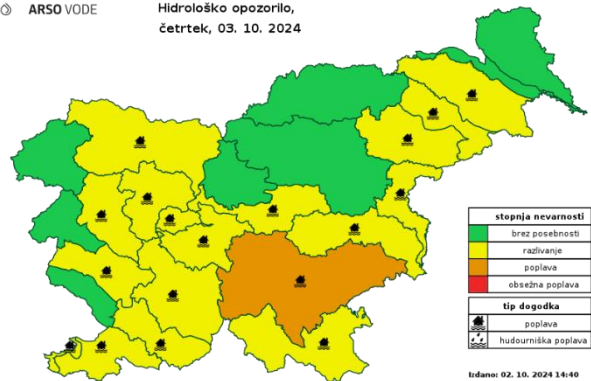 ARSO VODE
Hidrološko opozorilo,
četrtek, 03. 10. 2024
stopnja nevarnosti
brez posebnosti
razlivanje
poplava
obsežna poplava
tip dogodka
poplava
hudourniška poplava
Izdano: 02. 10. 2024 14:40